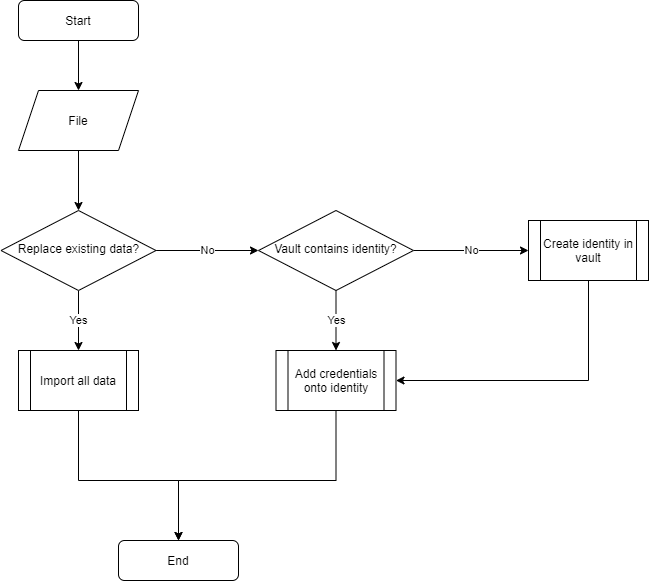 Start
File
Replace existing data?
No
Vault contains identity?
No
Create identity in
vault
Yes
Yes
Import all data
Add credentials
onto identity
End